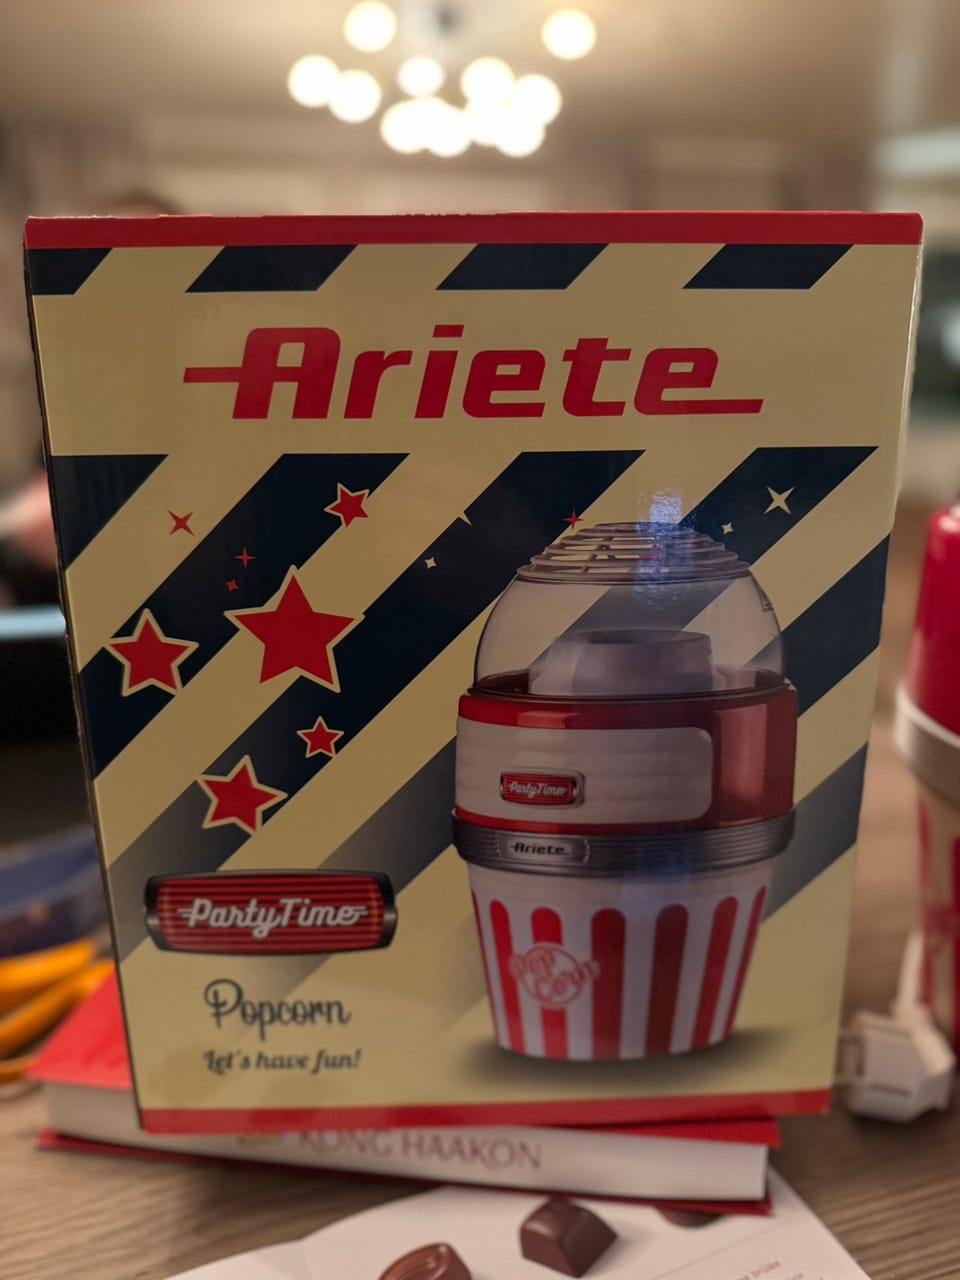 Ariete
PartyTime
Ariete
Pop
Corn
PartyTime
Popcorn
Let's have fun!
KONG HAAKON